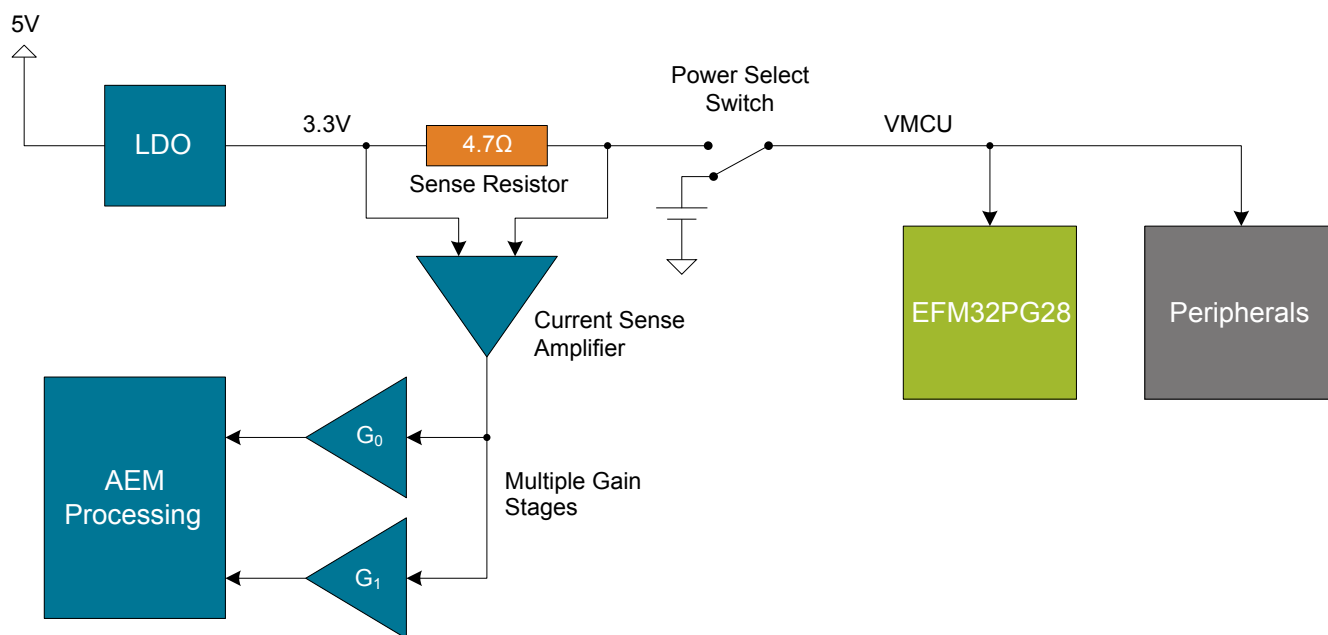 5V
LDO
3.3V
4.7Ω
Sense Resistor
Power Select
Switch
VMCU
EFM32PG28
Peripherals
Current Sense
Amplifier
AEM
Processing
G₀
G₁
Multiple Gain
Stages